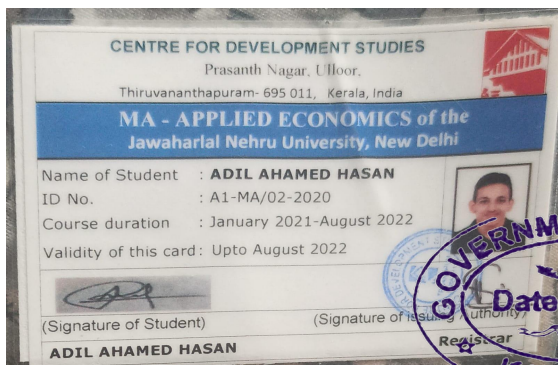 CENTRE FOR DEVELOPMENT STUDIES
Prasanth Nagar, Ulloor,
Thiruvananthapuram- 695 011, Kerala, India
MA - APPLIED ECONOMICS of the
Jawaharlal Nehru University, New Delhi
Name of Student : ADIL AHAMED HASAN
ID No. : A1-MA/02-2020
Course duration : January 2021-August 2022
Validity of this card : Upto August 2022
(Signature of Student)
(Signature of issuing Authority)
Registrar
ADIL AHAMED HASAN
GOVERNM
Date